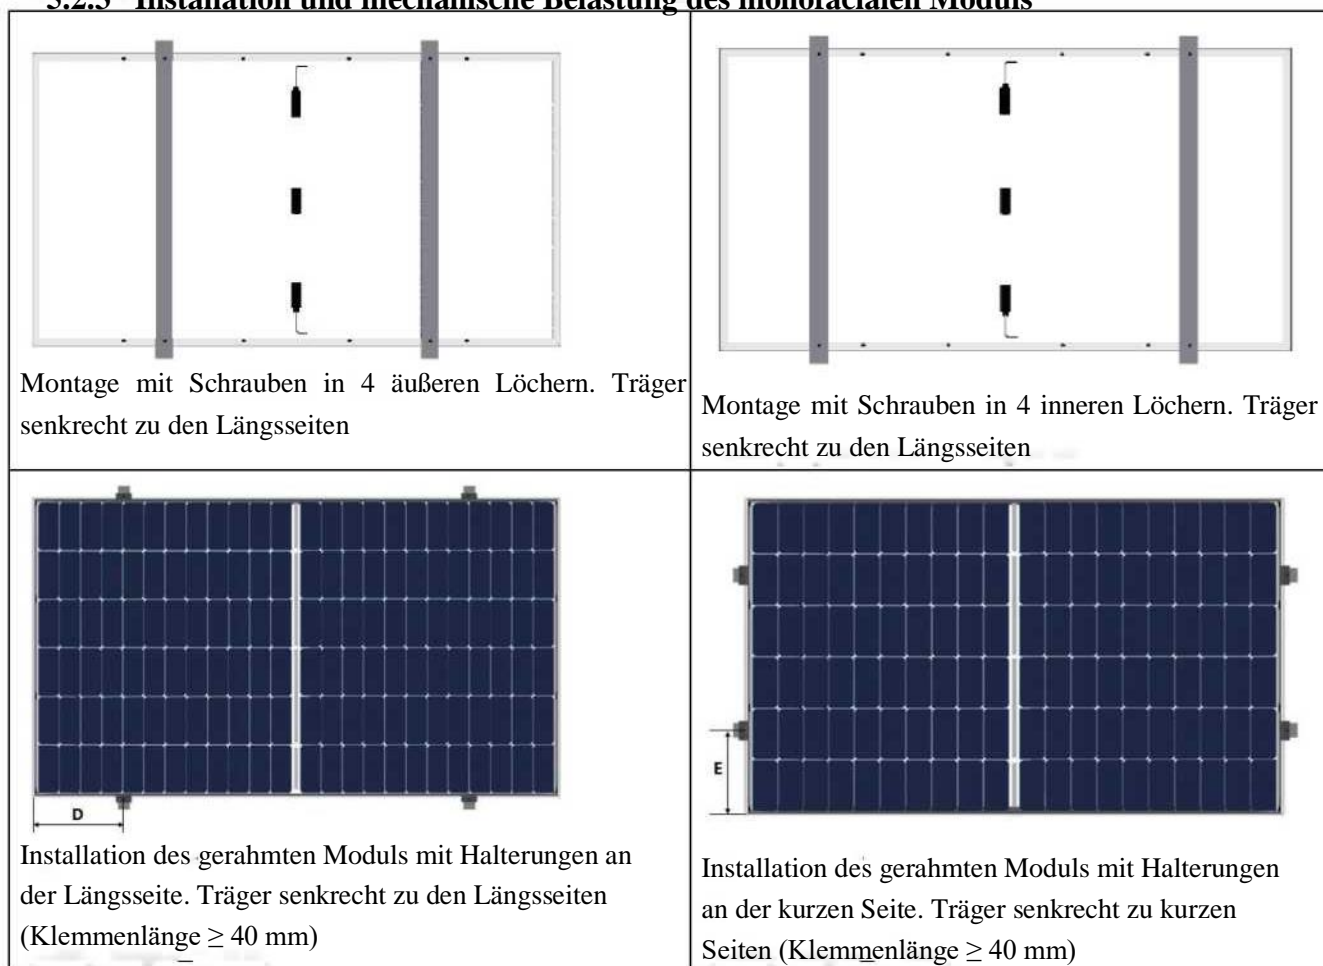 5.2.3 Installation und mechanische Belastung des monofacialen Moduls
Montage mit Schrauben in 4 äußeren Löchern. Träger
senkrecht zu den Längsseiten
Montage mit Schrauben in 4 inneren Löchern. Träger
senkrecht zu den Längsseiten
D
Installation des gerahmten Moduls mit Halterungen an
der Längsseite. Träger senkrecht zu den Längsseiten
(Klemmenlänge ≥ 40 mm)
E
Installation des gerahmten Moduls mit Halterungen
an der kurzen Seite. Träger senkrecht zu kurzen
Seiten (Klemmenlänge ≥ 40 mm)